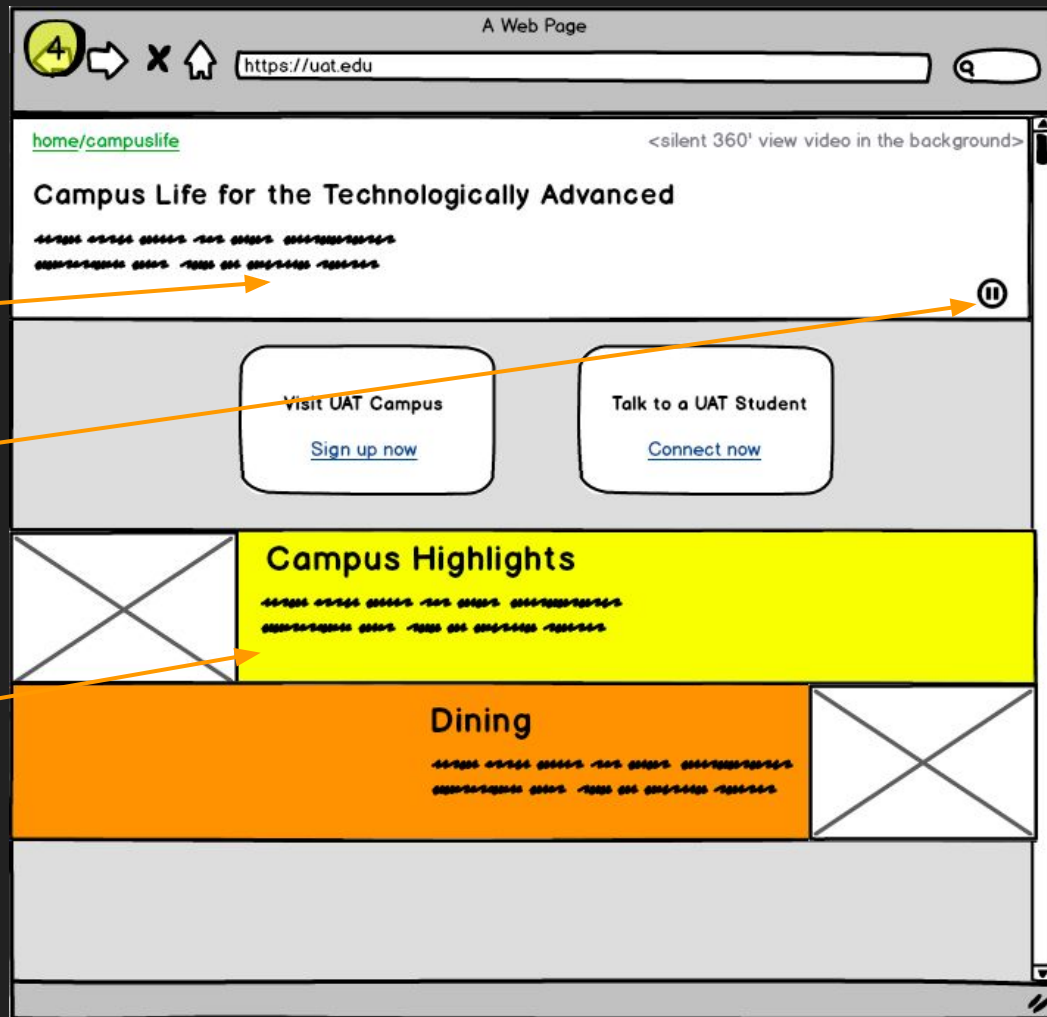 A Web Page
4
https://uat.edu
home/campuslife
<silent 360' view video in the background>
Campus Life for the Technologically Advanced
Visit UAT Campus
Talk to a UAT Student
Sign up now
Connect now
Campus Highlights
Dining